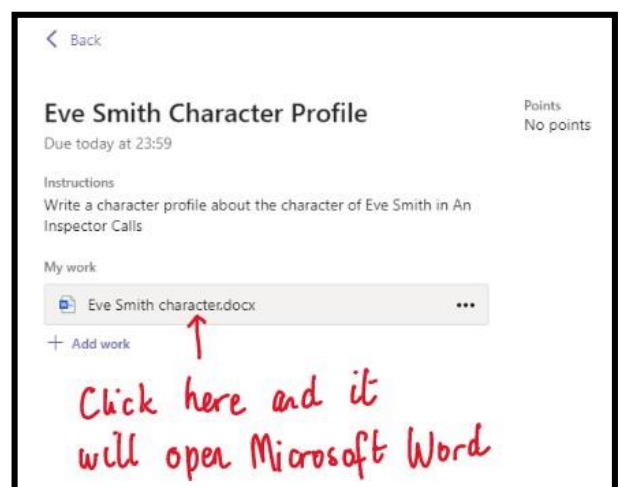 Back
Eve Smith Character Profile
Points
No points
Due today at 23:59
Instructions
Write a character profile about the character of Eve Smith in An
Inspector Calls
My work
Eve Smith character.docx
+ Add work
Click here and it
will open Microsoft Word